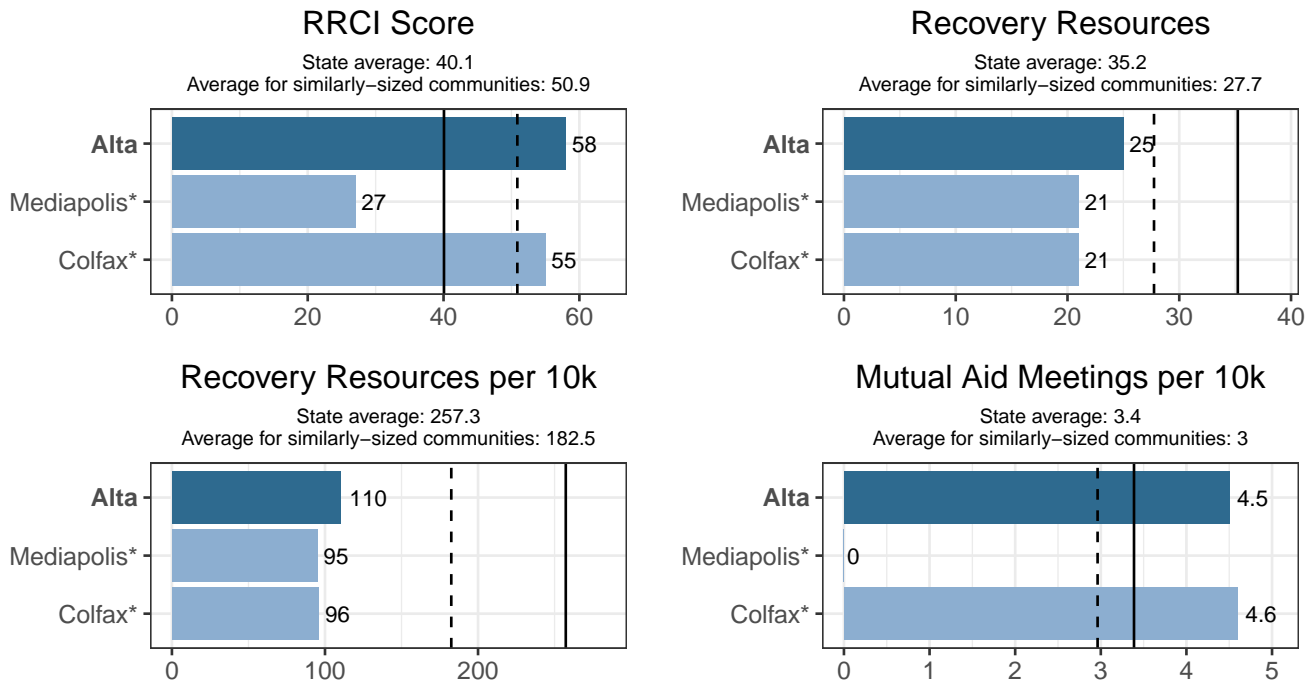 RRCI Score
State average: 40.1
Average for similarly−sized communities: 50.9
Alta
58
Mediapolis*
27
Colfax*
55
0 20 40 60
Recovery Resources
State average: 35.2
Average for similarly−sized communities: 27.7
Alta
25
Mediapolis*
21
Colfax*
21
0 10 20 30 40
Recovery Resources per 10k
State average: 257.3
Average for similarly−sized communities: 182.5
Alta
110
Mediapolis*
95
Colfax*
96
0 100 200
Mutual Aid Meetings per 10k
State average: 3.4
Average for similarly−sized communities: 3
Alta
4.5
Mediapolis*
0
Colfax*
4.6
0 1 2 3 4 5